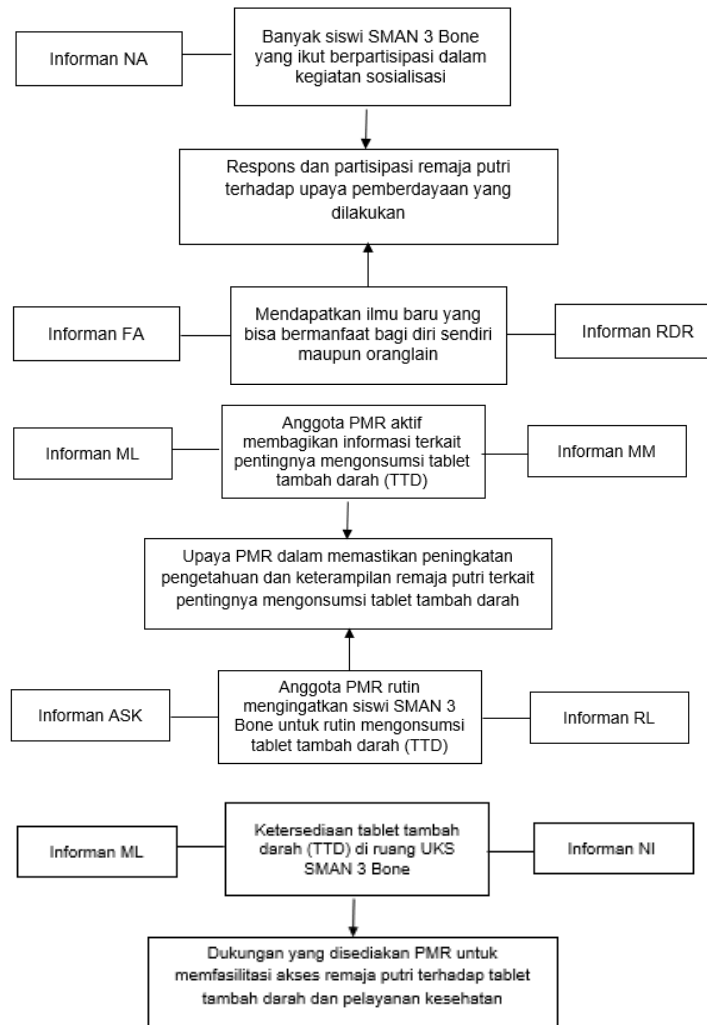 Informan NA
Banyak siswi SMAN 3 Bone
yang ikut berpartisipasi dalam
kegiatan sosialisasi
Respons dan partisipasi remaja putri
terhadap upaya pemberdayaan yang
dilakukan
Informan FA
Mendapatkan ilmu baru yang
bisa bermanfaat bagi diri sendiri
maupun oranglain
Informan RDR
Informan ML
Anggota PMR aktif
membagikan informasi terkait
pentingnya mengonsumsi tablet
tambah darah (TTD)
Informan MM
Upaya PMR dalam memastikan peningkatan
pengetahuan dan keterampilan remaja putri terkait
pentingnya mengonsumsi tablet tambah darah
Informan ASK
Anggota PMR rutin
mengingatkan siswi SMAN 3
Bone untuk rutin mengonsumsi
tablet tambah darah (TTD)
Informan RL
Informan ML
Ketersediaan tablet tambah
darah (TTD) di ruang UKS
SMAN 3 Bone
Informan NI
Dukungan yang disediakan PMR untuk
memfasilitasi akses remaja putri terhadap tablet
tambah darah dan pelayanan kesehatan